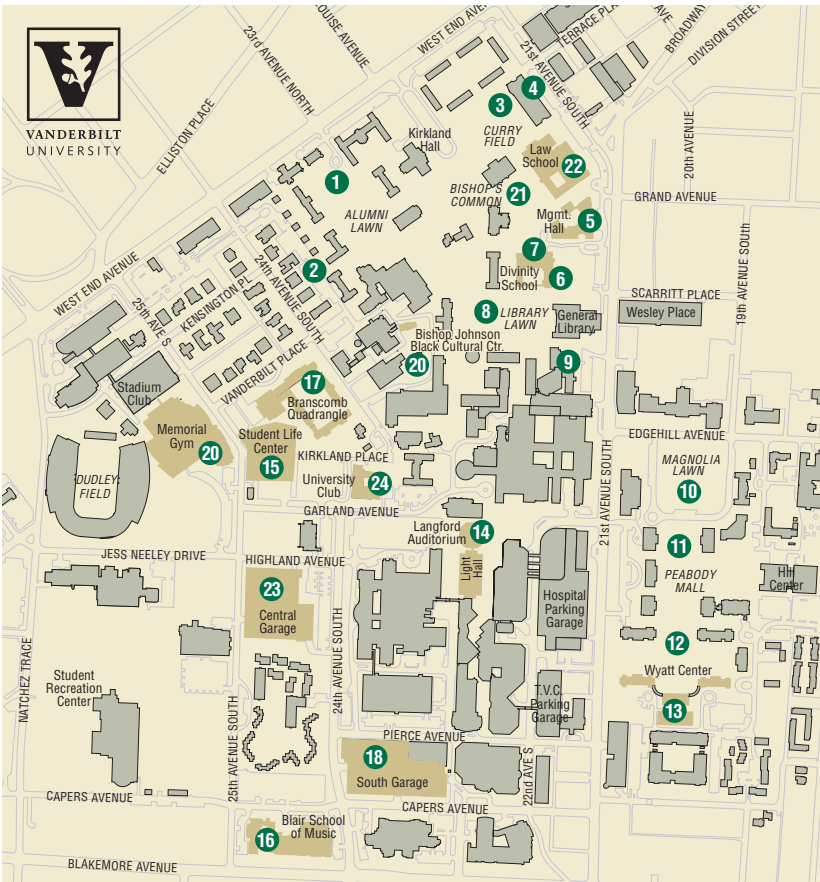 VANDERBILT
UNIVERSITY
23rd AVENUE NORTH
LOUISE AVENUE
WEST END AVE
21st AVENUE SOUTH
TERRACE PLA
AVE
BROADWA
DIVISION STREET
ELLISTON PLACE
Kirkland
Hall
3
4
CURRY
FIELD
Law
School
22
20th AVENUE
1
BISHOP'S
COMMON
21
GRAND AVENUE
ALUMNI
LAWN
Mgmt.
Hall
5
19th AVENUE SOUTH
WEST END AVENUE
25th AVE S
KENSINGTON PL
24th AVENUE SOUTH
2
7
Divinity
School
6
SCARRITT PLACE
Wesley Place
8
LIBRARY
LAWN
General
Library
Bishop Johnson
Black Cultural Ctr.
20
9
VANDERBILT PLACE
Stadium
Club
17
Branscomb
Quadrangle
Memorial
Gym
20
Student Life
Center
15
KIRKLAND PLACE
EDGEHILL AVENUE
MAGNOLIA
LAWN
10
DUDLEY
FIELD
University
Club
24
GARLAND AVENUE
21st AVENUE SOUTH
Langford
Auditorium
14
11
JESS NEELEY DRIVE
HIGHLAND AVENUE
Light
Hall
PEABODY
MALL
Hill
Center
23
Central
Garage
Hospital
Parking
Garage
NATCHEZ TRACE
24th AVENUE SOUTH
12
Wyatt Center
Student
Recreation
Center
T.V.C.
Parking
Garage
13
25th AVENUE SOUTH
PIERCE AVENUE
18
South Garage
22nd AVE S
CAPERS AVENUE
CAPERS AVENUE
Blair School
of Music
16
BLAKEMORE AVENUE